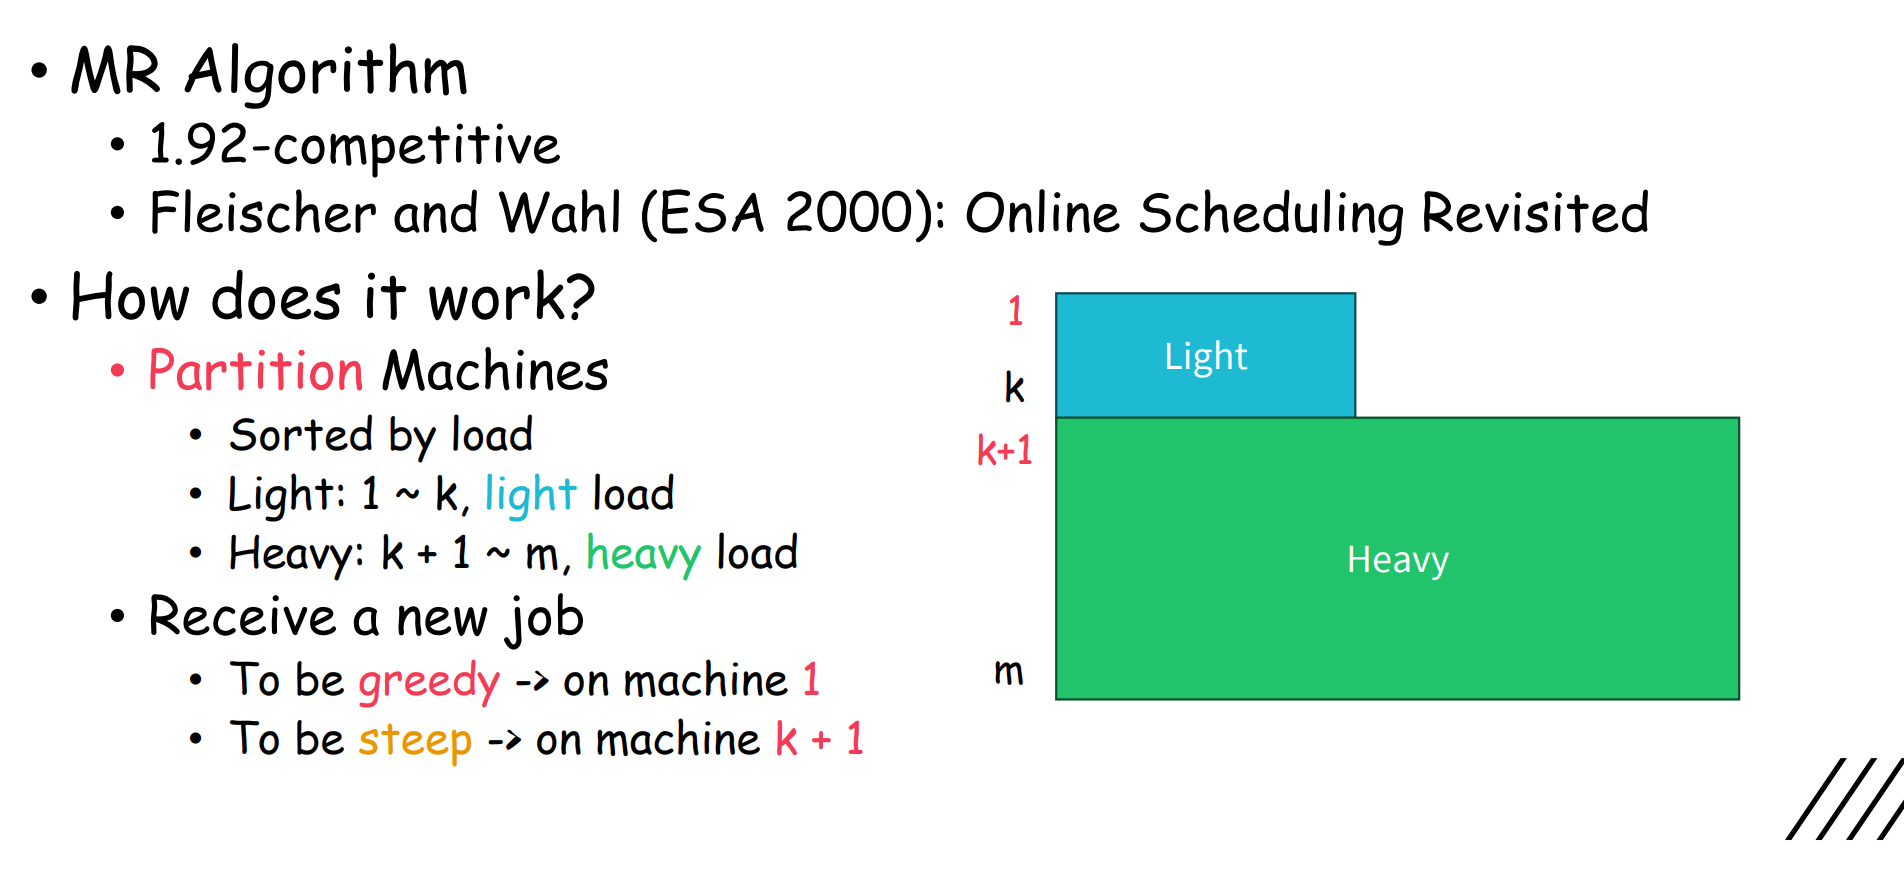 • MR Algorithm
• 1.92-competitive
• Fleischer and Wahl (ESA 2000): Online Scheduling Revisited
• How does it work?
• Partition Machines
• Sorted by load
• Light: 1 ~ k, light load
• Heavy: k + 1 ~ m, heavy load
• Receive a new job
• To be greedy -> on machine 1
• To be steep -> on machine k + 1
1
Light
k
k+1
Heavy
m